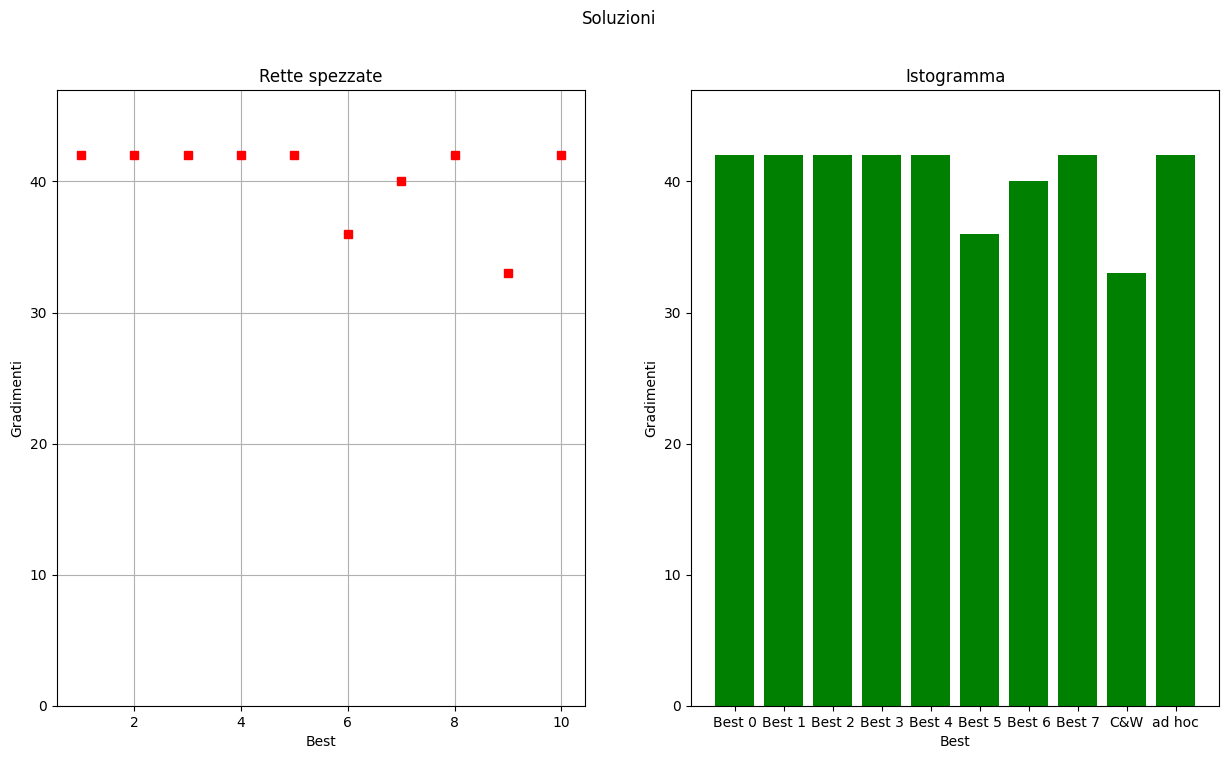 Soluzioni
Rette spezzate
Gradimenti
40
30
20
10
0
2 4 6 8 10
Best
Istogramma
Gradimenti
40
30
20
10
0
Best 0 Best 1 Best 2 Best 3 Best 4 Best 5 Best 6 Best 7 C&W ad hoc
Best